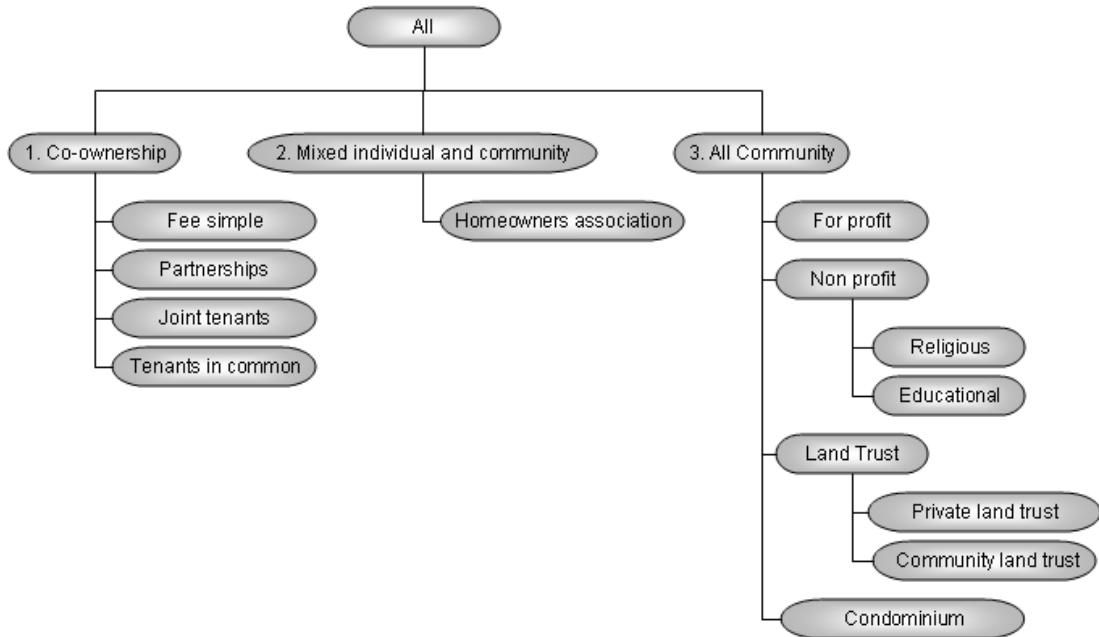 All
1. Co-ownership
2. Mixed individual and community
3. All Community
Fee simple
Partnerships
Joint tenants
Tenants in common
Homeowners association
For profit
Non profit
Religious
Educational
Land Trust
Private land trust
Community land trust
Condominium